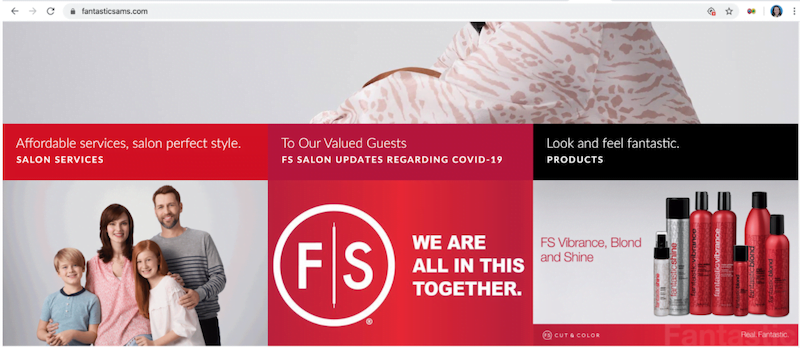 fantasticsams.com
Affordable services, salon perfect style.
SALON SERVICES
To Our Valued Guests
FS SALON UPDATES REGARDING COVID-19
Look and feel fantastic.
PRODUCTS
F S
®
WE ARE
ALL IN THIS
TOGETHER.
FS Vibrance, Blond
and Shine
fantasticshine
fantasticvibrance
FS CUT & COLOR
Fantastic
Real. Fantastic.